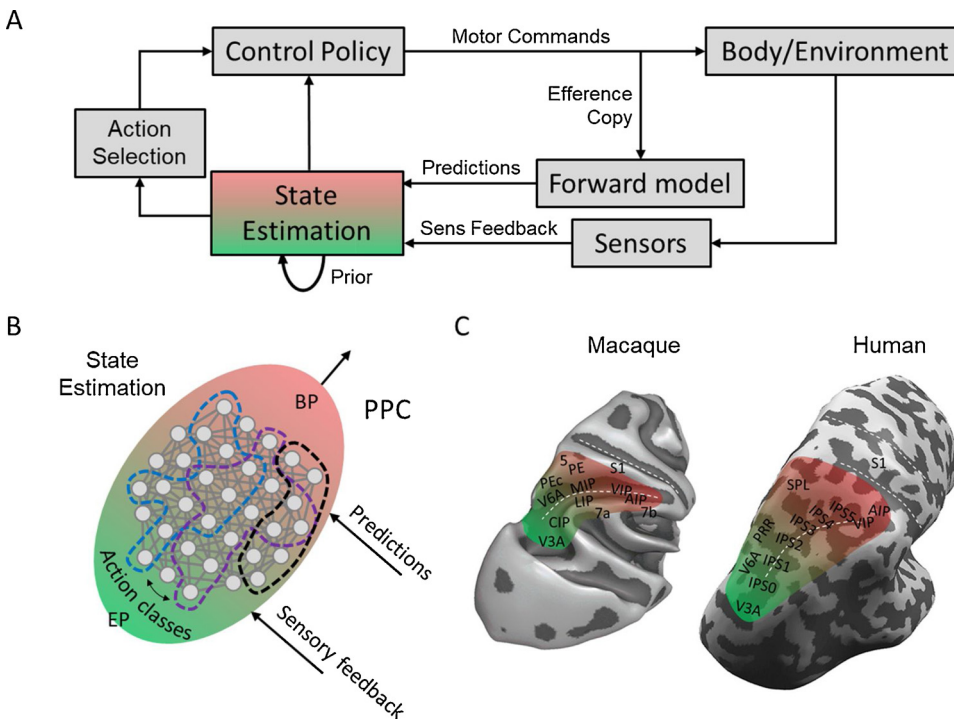 A
Control Policy
Motor Commands
Body/Environment
Efference
Copy
Action
Selection
Predictions
Forward model
State
Estimation
Sens Feedback
Sensors
Prior
B
State
Estimation
BP
PPC
Predictions
Action classes
EP
Sensory feedback
C
Macaque
Human
5
PE
S1
PEc
MIP
VIP
AIP
V6A
LIP
7a
7b
CIP
V3A
S1
SPL
IPS5
AIP
IPS4
VIP
IPS3
PRR
IPS2
V6A
IPS1
IPS0
V3A